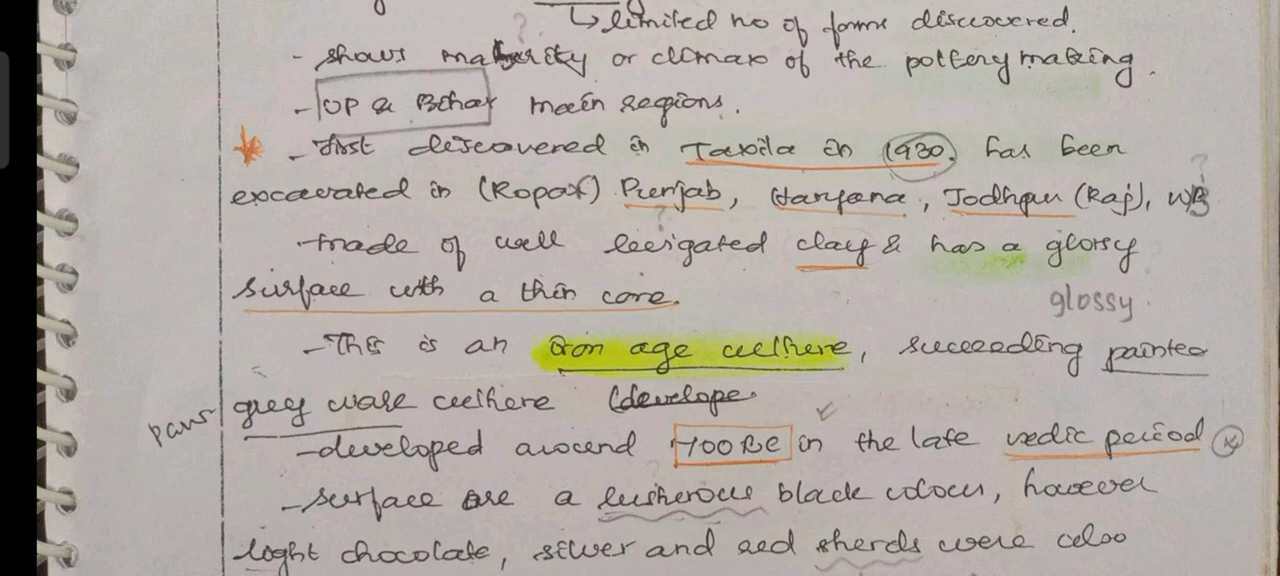 ↳ limited no of forms discovered.
- shows maturity or climax of the pottery making.
- UP & Bihar main regions.
- first discovered in Taxila in 1930, has been
excavated in (Ropar) Punjab, Haryana, Jodhpur (Raj), WB
- made of well levigated clay & has a glossy
surface with a thin core.
glossy
- This is an iron age culture, succeeding painted
PGW grey ware culture (develope.
- developed around 700 BC in the late vedic period
- surface are a lusherous black colour, however
light chocolate, silver and red sherds were also